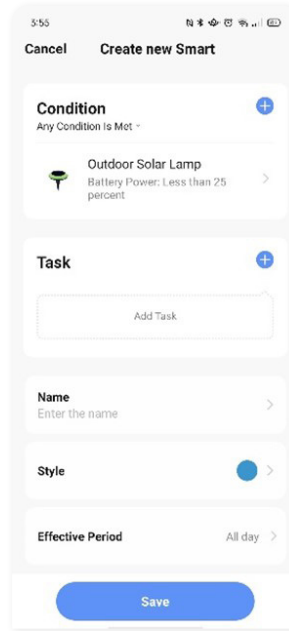 3:55
Cancel Create new Smart
Condition
Any Condition Is Met
Outdoor Solar Lamp
Battery Power: Less than 25
percent
Task
Add Task
Name
Enter the name
Style
Effective Period All day
Save